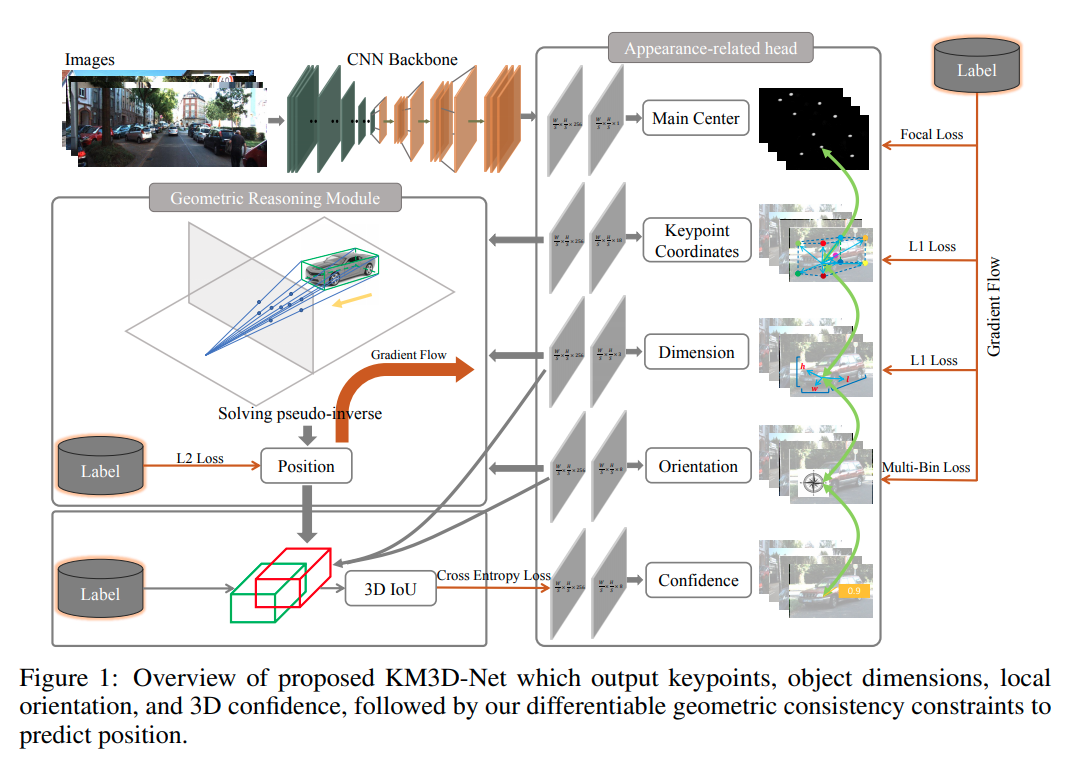 Images
CNN Backbone
Appearance-related head
Label
Main Center
Focal Loss
Geometric Reasoning Module
Keypoint
Coordinates
L1 Loss
Gradient Flow
Dimension
h
l
w
L1 Loss
Gradient Flow
Solving pseudo-inverse
Label
L2 Loss
Position
Orientation
Multi-Bin Loss
Label
3D IoU
Cross Entropy Loss
Confidence
0.9
Figure 1: Overview of proposed KM3D-Net which output keypoints, object dimensions, local
orientation, and 3D confidence, followed by our differentiable geometric consistency constraints to
predict position.